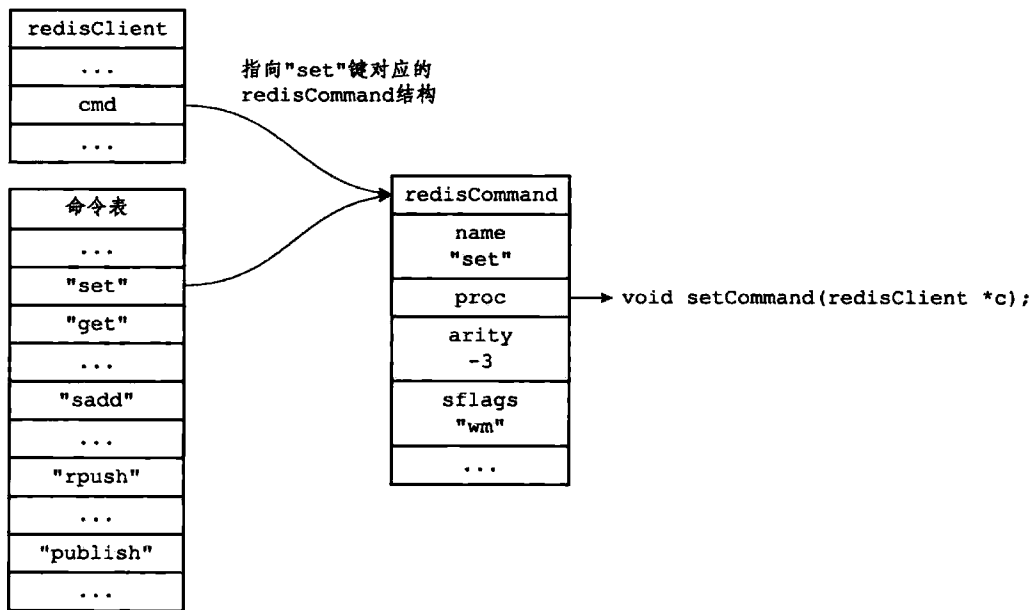 redisClient
...
cmd
...
指向"set"键对应的
redisCommand结构
命令表
...
"set"
"get"
...
"sadd"
...
"rpush"
...
"publish"
...
redisCommand
name
"set"
proc
void setCommand(redisClient *c);
arity
-3
sflags
"wm"
...